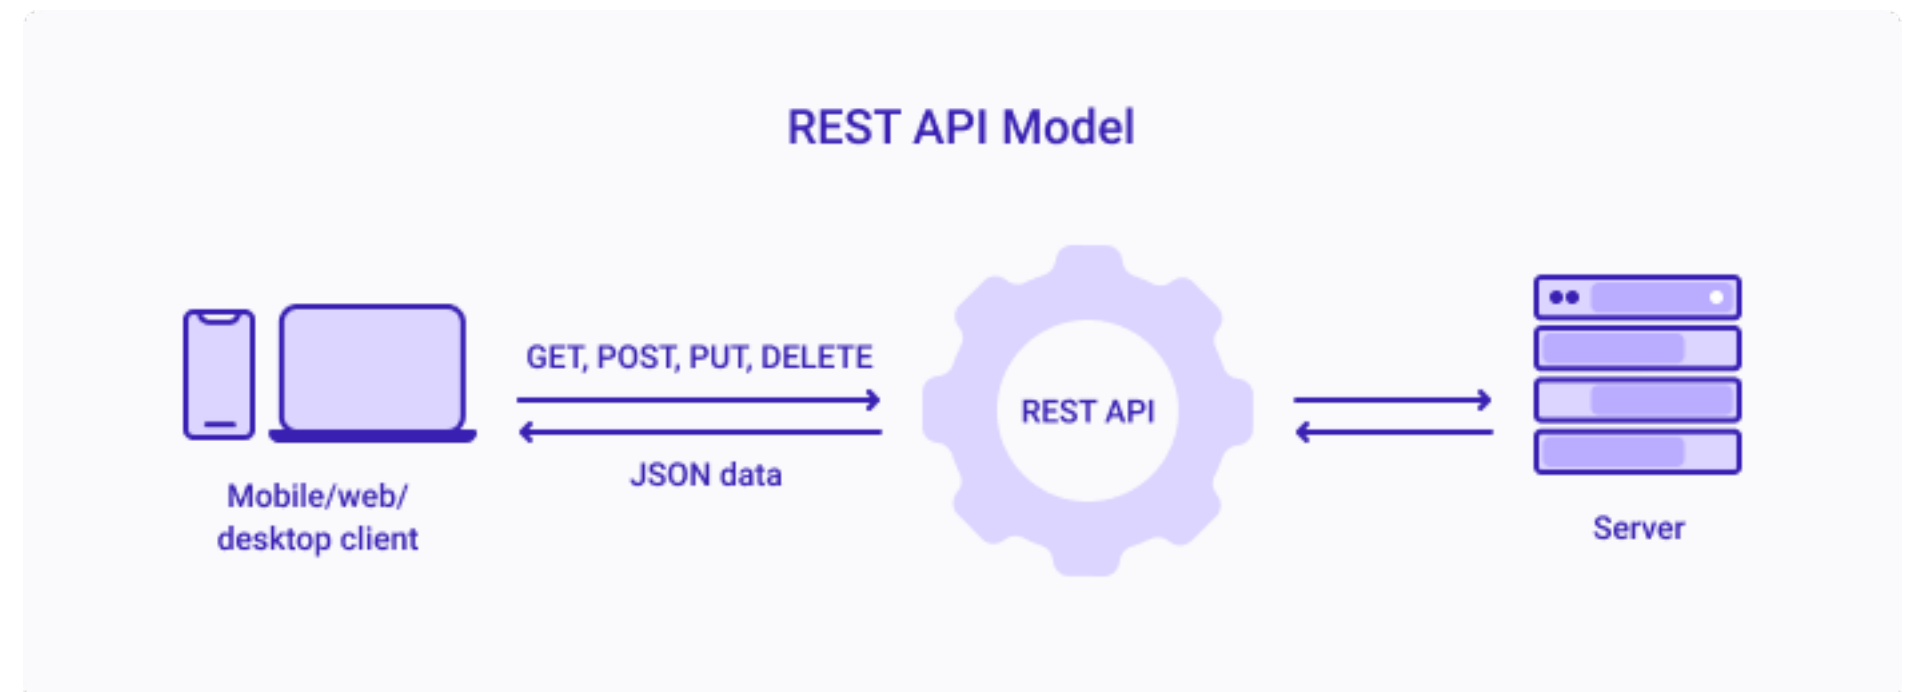 REST API Model
GET, POST, PUT, DELETE
REST API
JSON data
Mobile/web/
desktop client
Server